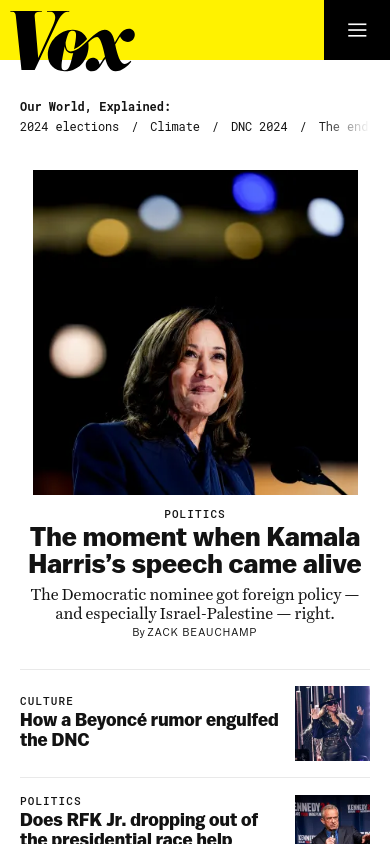 Vox
Our World, Explained:
2024 elections / Climate / DNC 2024 / The end
POLITICS
The moment when Kamala
Harris’s speech came alive
The Democratic nominee got foreign policy —
and especially Israel-Palestine — right.
By ZACK BEAUCHAMP
CULTURE
How a Beyoncé rumor engulfed
the DNC
POLITICS
Does RFK Jr. dropping out of
the presidential race help
KENNEDY